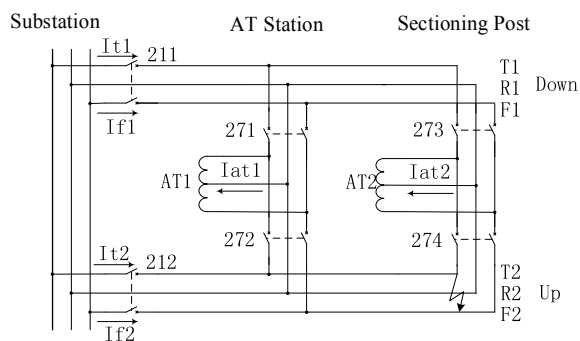 Substation AT Station Sectioning Post
It1 211 T1
R1 Down
If1 F1
271 273
AT1 Iat1 AT2 Iat2
272 274
It2 212 T2
R2 Up
If2 F2